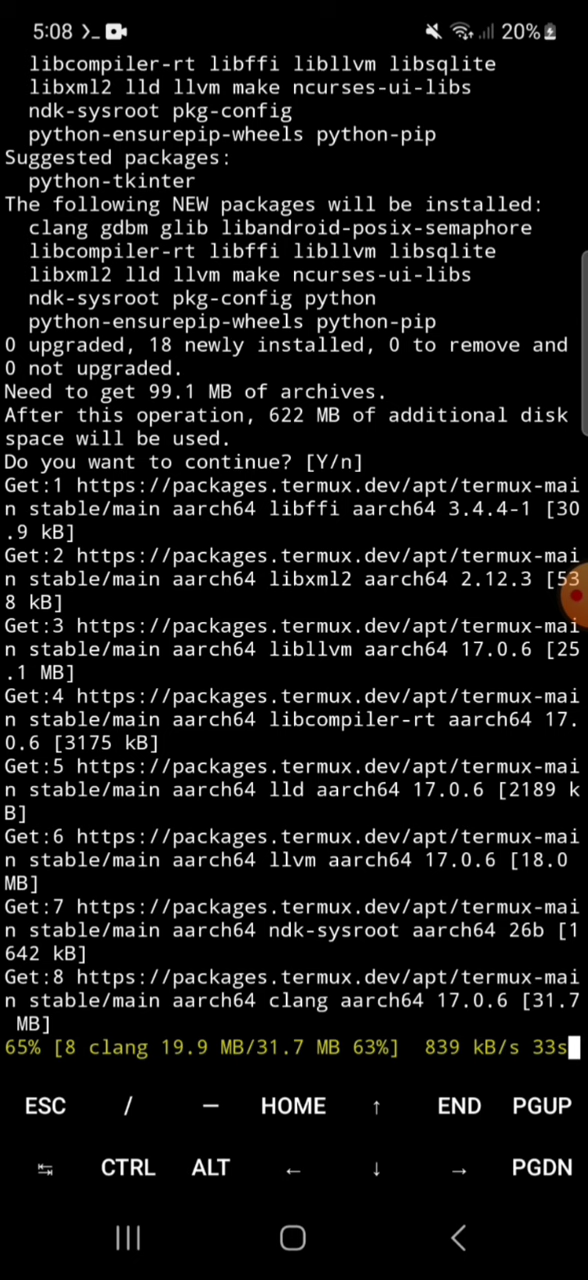 5:08 >_ 20%
libcompiler-rt libffi libllvm libsqlite
libxml2 lld llvm make ncurses-ui-libs
ndk-sysroot pkg-config
python-ensurepip-wheels python-pip
Suggested packages:
python-tkinter
The following NEW packages will be installed:
clang gdbm glib libandroid-posix-semaphore
libcompiler-rt libffi libllvm libsqlite
libxml2 lld llvm make ncurses-ui-libs
ndk-sysroot pkg-config python
python-ensurepip-wheels python-pip
0 upgraded, 18 newly installed, 0 to remove and
0 not upgraded.
Need to get 99.1 MB of archives.
After this operation, 622 MB of additional disk
space will be used.
Do you want to continue? [Y/n]
Get:1 https://packages.termux.dev/apt/termux-mai
n stable/main aarch64 libffi aarch64 3.4.4-1 [30
.9 kB]
Get:2 https://packages.termux.dev/apt/termux-mai
n stable/main aarch64 libxml2 aarch64 2.12.3 [53
8 kB]
Get:3 https://packages.termux.dev/apt/termux-mai
n stable/main aarch64 libllvm aarch64 17.0.6 [25
.1 MB]
Get:4 https://packages.termux.dev/apt/termux-mai
n stable/main aarch64 libcompiler-rt aarch64 17.
0.6 [3175 kB]
Get:5 https://packages.termux.dev/apt/termux-mai
n stable/main aarch64 lld aarch64 17.0.6 [2189 k
B]
Get:6 https://packages.termux.dev/apt/termux-mai
n stable/main aarch64 llvm aarch64 17.0.6 [18.0
MB]
Get:7 https://packages.termux.dev/apt/termux-mai
n stable/main aarch64 ndk-sysroot aarch64 26b [1
642 kB]
Get:8 https://packages.termux.dev/apt/termux-mai
n stable/main aarch64 clang aarch64 17.0.6 [31.7
MB]
65% [8 clang 19.9 MB/31.7 MB 63%] 839 kB/s 33s
ESC / — HOME ↑ END PGUP
↹ CTRL ALT ← ↓ → PGDN